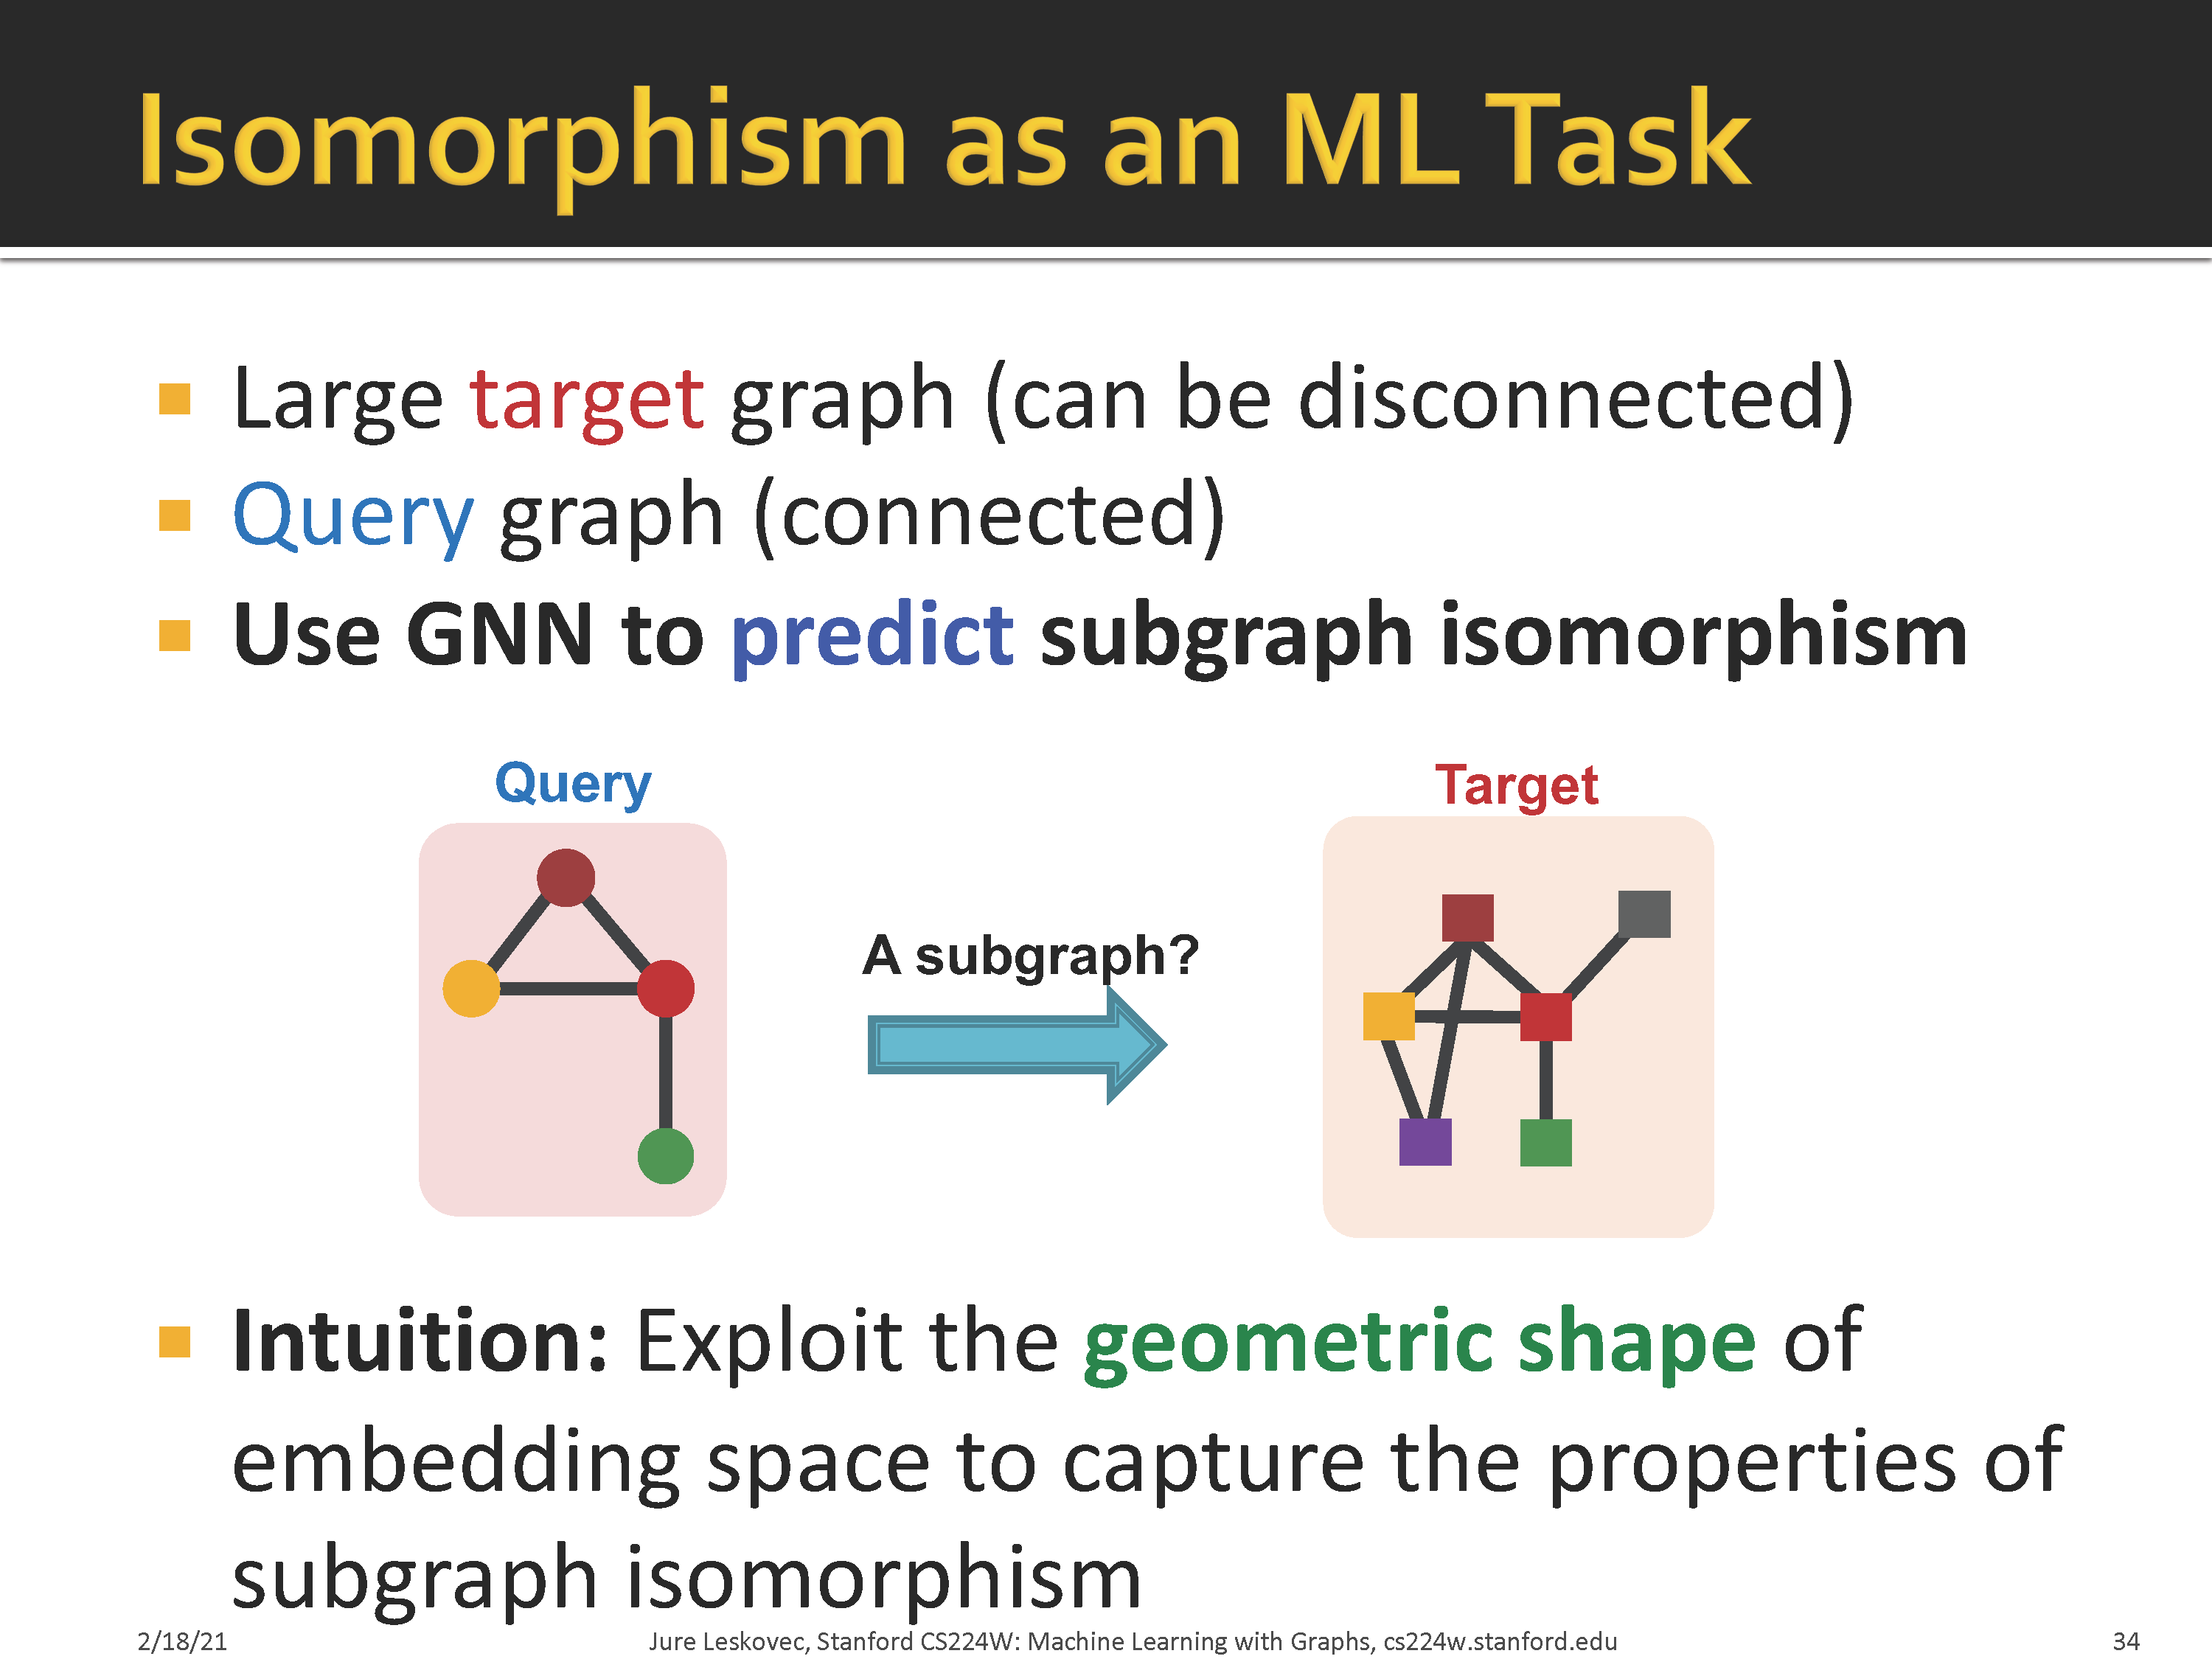 Isomorphism as an ML Task
Large target graph (can be disconnected)
Query graph (connected)
Use GNN to predict subgraph isomorphism
Query
Target
A subgraph?
Intuition: Exploit the geometric shape of
embedding space to capture the properties of
subgraph isomorphism
2/18/21
Jure Leskovec, Stanford CS224W: Machine Learning with Graphs, cs224w.stanford.edu
34